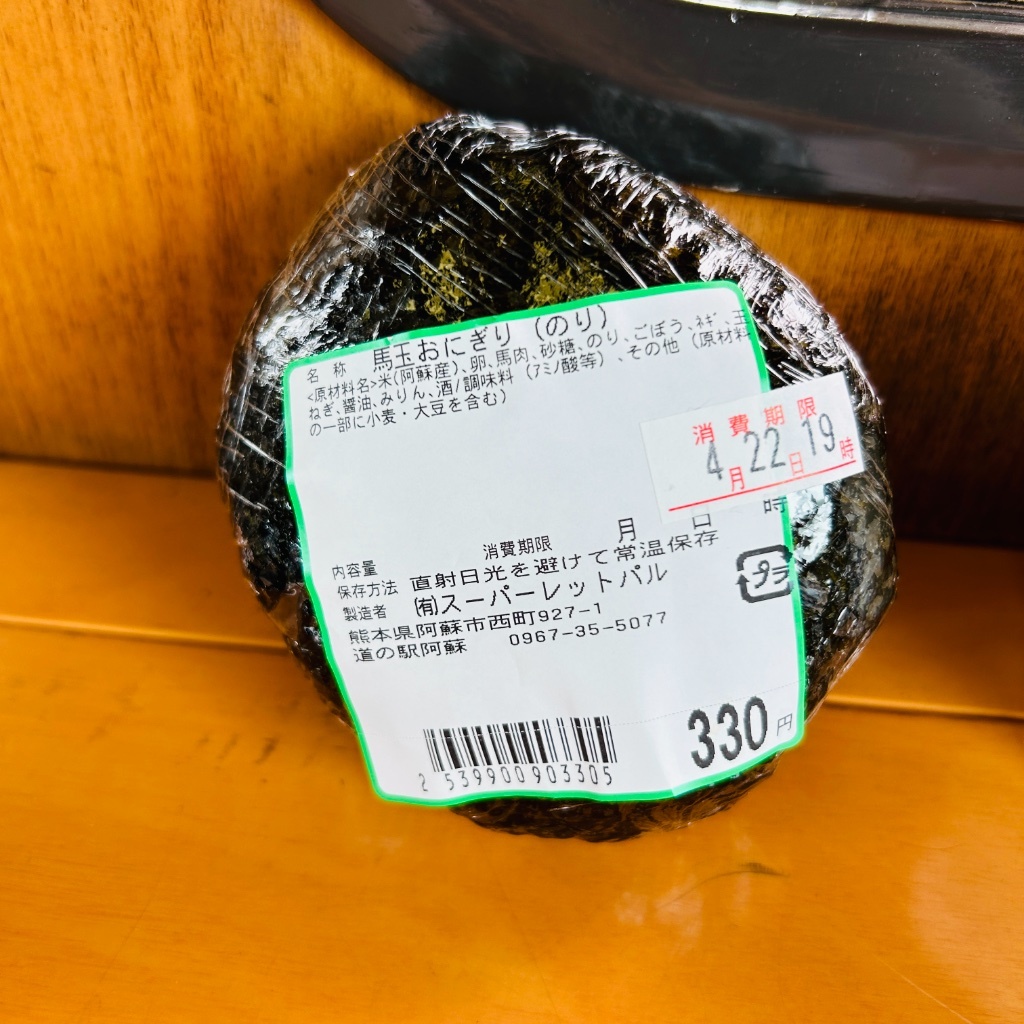 名 称 馬玉おにぎり (のり)
<原材料名>米(阿蘇産)、卵、馬肉、砂糖、のり、ごぼう、ネギ、玉
ねぎ、醤油、みりん、酒/調味料 (アミノ酸等)、その他 (原材料
の一部に小麦・大豆を含む)
消費期限
4月22日19時
消費期限 月 日 時
内容量
保存方法 直射日光を避けて常温保存
製造者 (有)スーパーレットパル
熊本県阿蘇市西町927-1
道の駅阿蘇 0967-35-5077
プラ
330円
2 539900903305